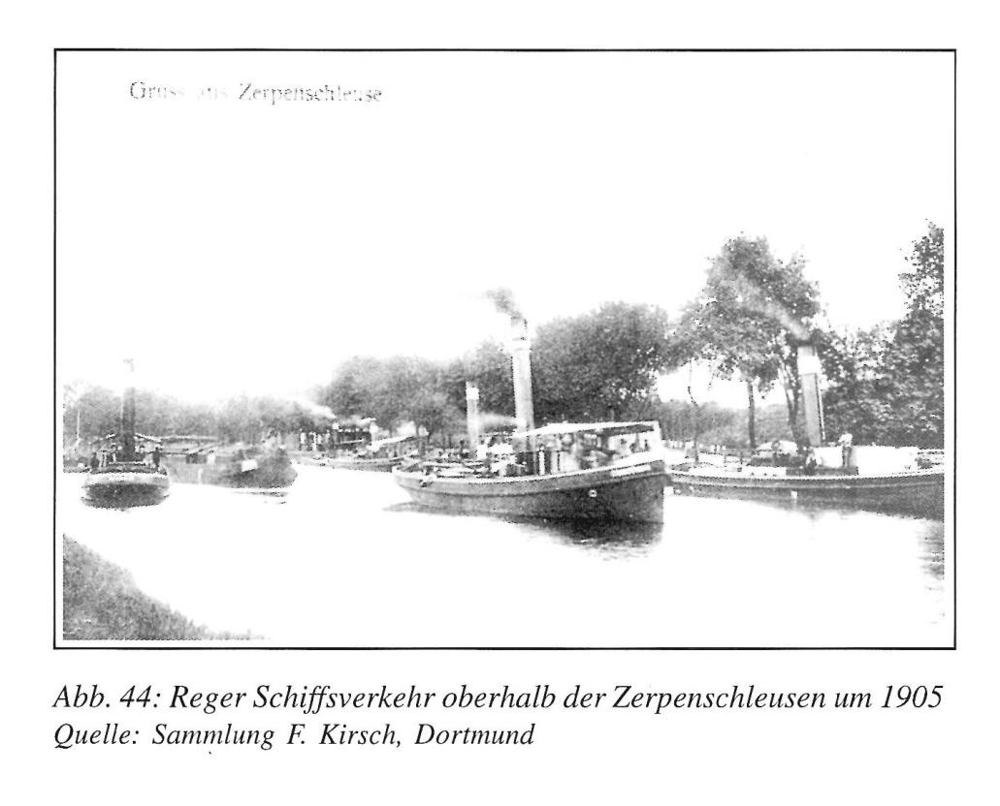 Gruss aus Zerpenschleuse
Abb. 44: Reger Schiffsverkehr oberhalb der Zerpenschleusen um 1905
Quelle: Sammlung F. Kirsch, Dortmund